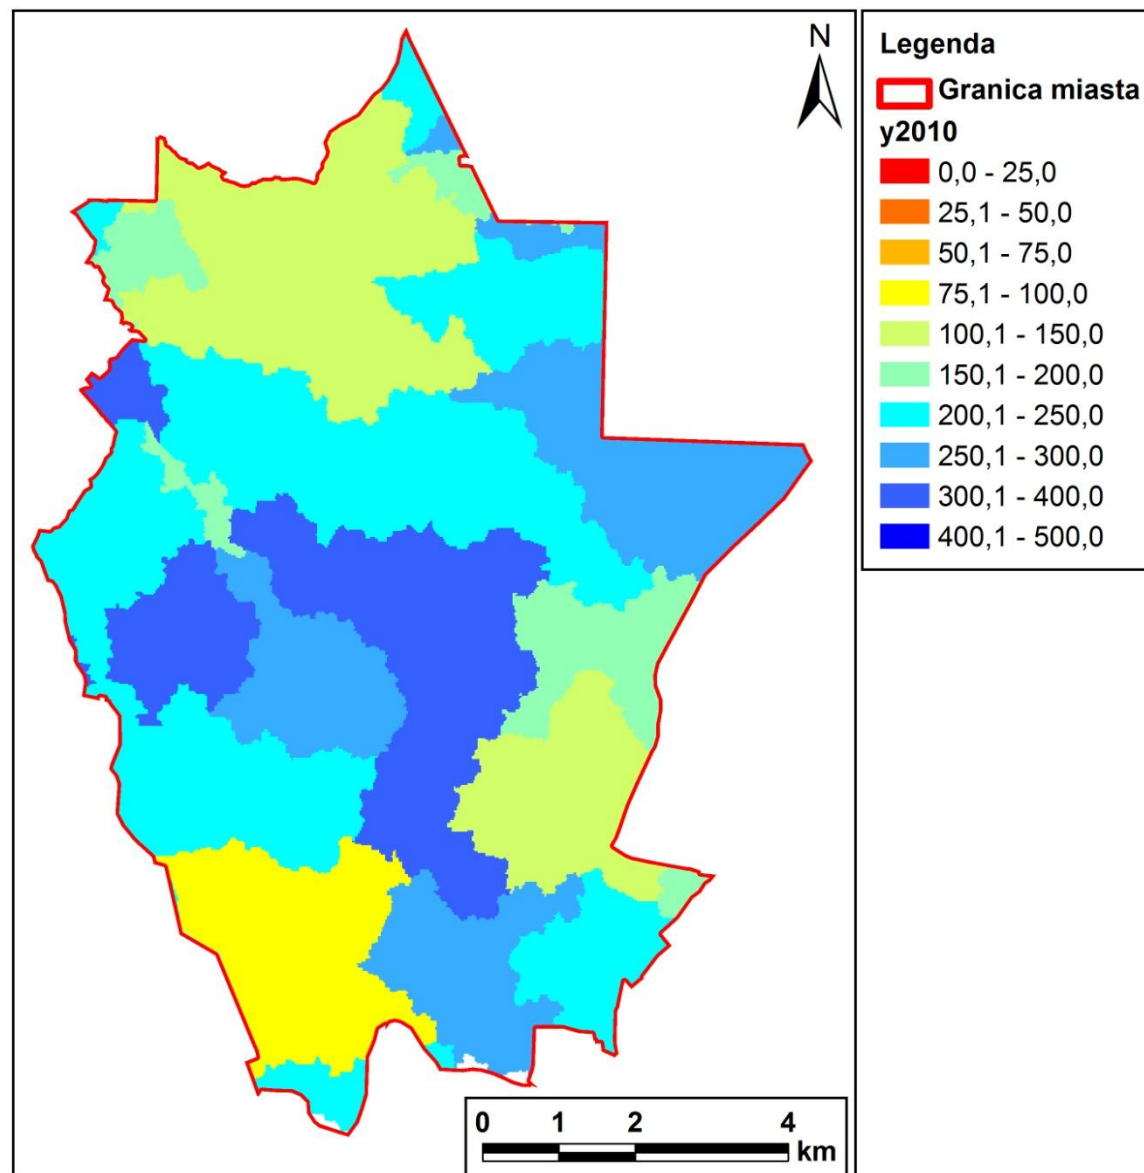 N
Legenda
Granica miasta
y2010
0,0 - 25,0
25,1 - 50,0
50,1 - 75,0
75,1 - 100,0
100,1 - 150,0
150,1 - 200,0
200,1 - 250,0
250,1 - 300,0
300,1 - 400,0
400,1 - 500,0
0 1 2 4
km